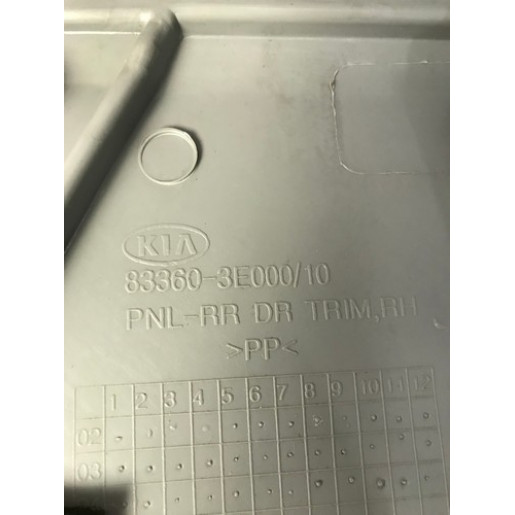 KIA
83360-3E000/10
PNL-RR DR TRIM,RH
>PP<
1 2 3 4 5 6 7 8 9 10 11 12
02
03